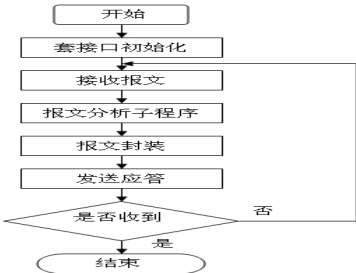 开始
套接口初始化
接收报文
报文分析子程序
报文封装
发送应答
是否收到
否
是
结束